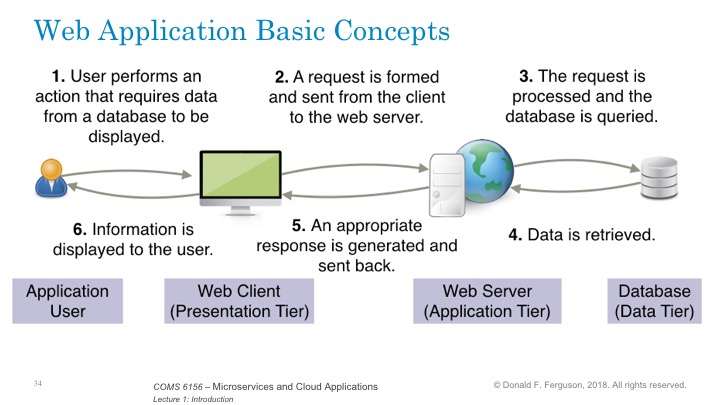 Web Application Basic Concepts
1. User performs an
action that requires data
from a database to be
displayed.
2. A request is formed
and sent from the client
to the web server.
3. The request is
processed and the
database is queried.
6. Information is
displayed to the user.
5. An appropriate
response is generated and
sent back.
4. Data is retrieved.
Application
User
Web Client
(Presentation Tier)
Web Server
(Application Tier)
Database
(Data Tier)
34
COMS 6156 – Microservices and Cloud Applications
Lecture 1: Introduction
© Donald F. Ferguson, 2018. All rights reserved.